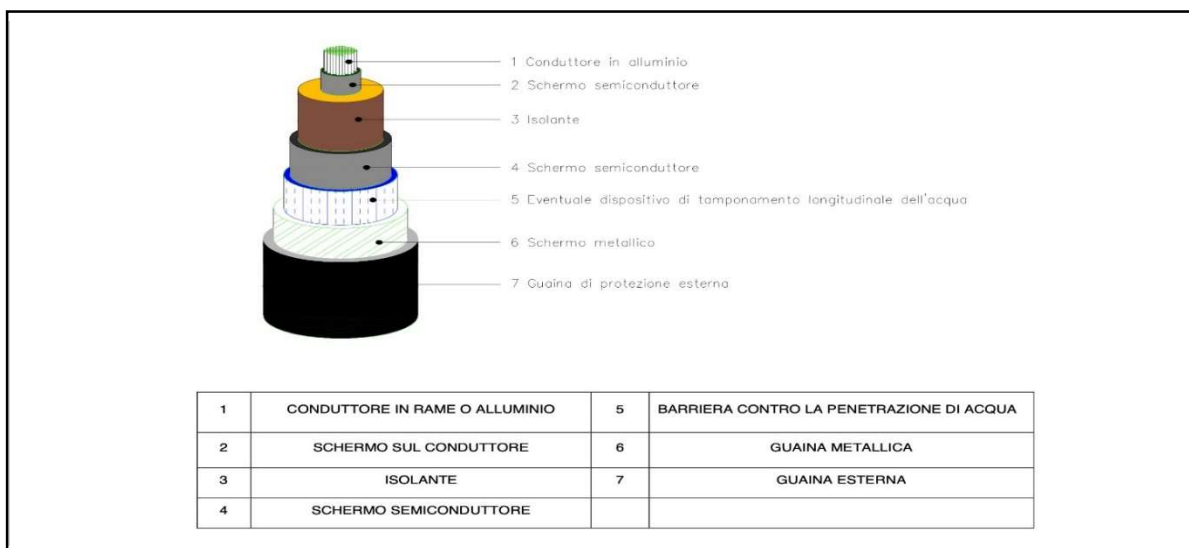 1 Conduttore in alluminio
2 Schermo semiconduttore
3 Isolante
4 Schermo semiconduttore
5 Eventuale dispositivo di tamponamento longitudinale dell'acqua
6 Schermo metallico
7 Guaina di protezione esterna
1 CONDUTTORE IN RAME O ALLUMINIO 5 BARRIERA CONTRO LA PENETRAZIONE DI ACQUA
2 SCHERMO SUL CONDUTTORE 6 GUAINA METALLICA
3 ISOLANTE 7 GUAINA ESTERNA
4 SCHERMO SEMICONDUTTORE